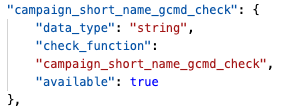 "campaign_short_name_gcmd_check": {
"data_type": "string",
"check_function":
"campaign_short_name_gcmd_check",
"available": true
},